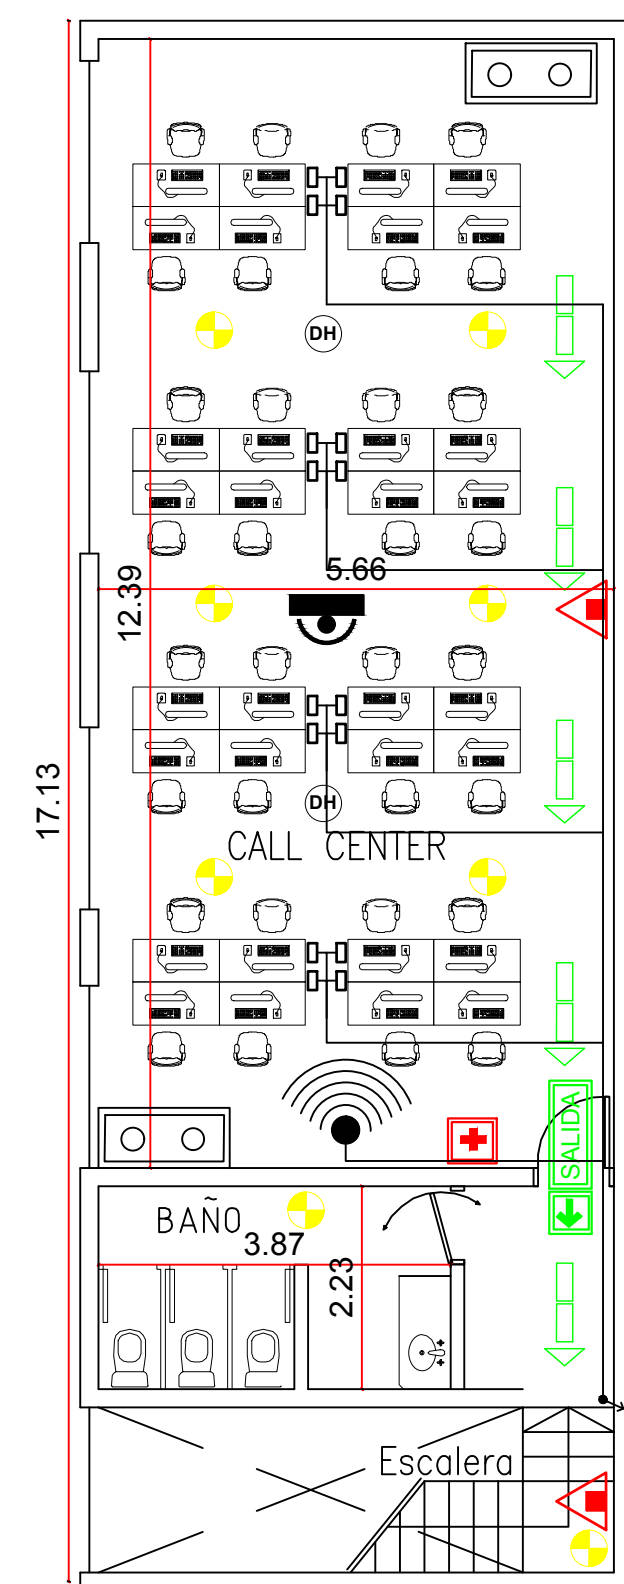 DH
5.66
12.39
17.13
DH
CALL CENTER
SALIDA
BAÑO
3.87
2.23
Escalera